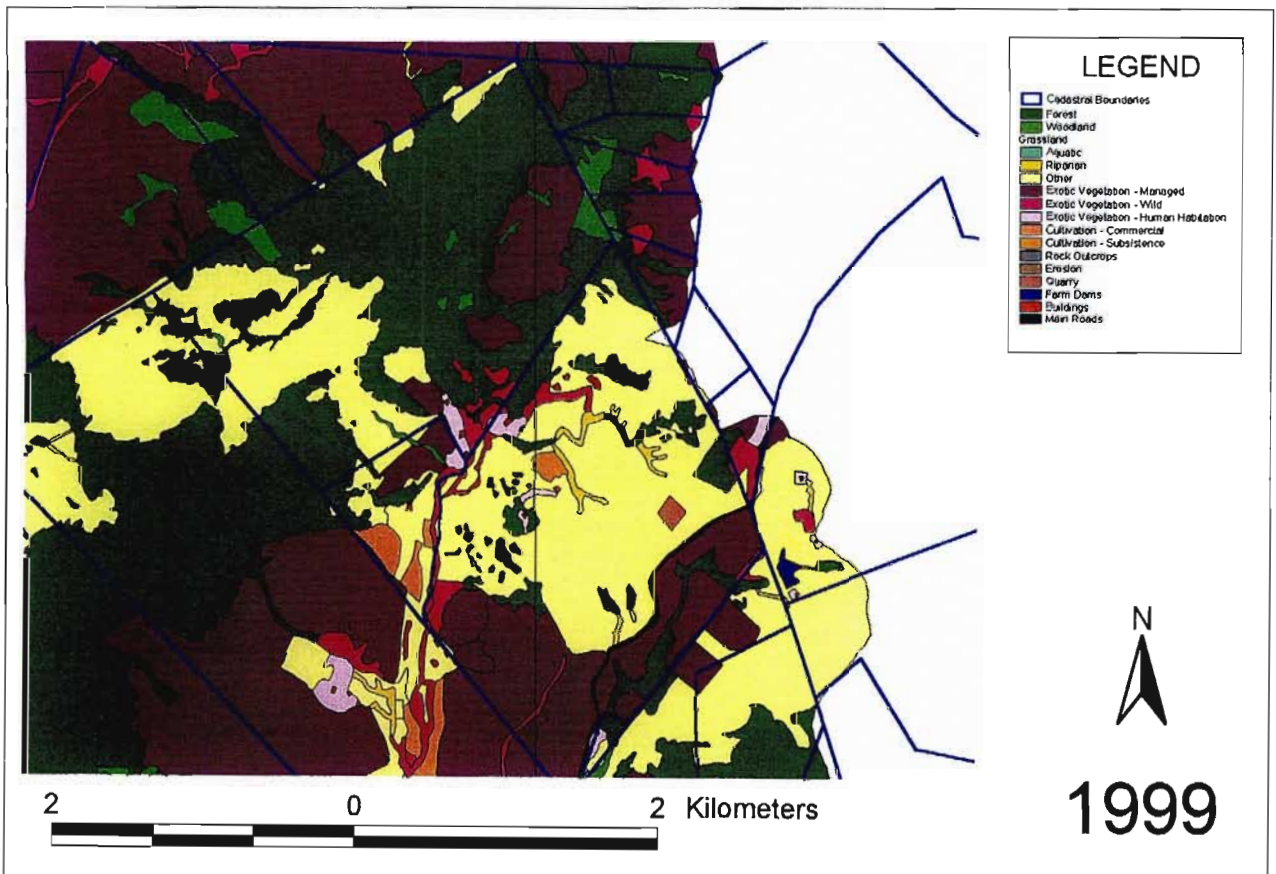 LEGEND
Cadastral Boundaries
Forest
Woodland
Grassland
Aquatic
Riparian
Other
Exotic Vegetation - Managed
Exotic Vegetation - Wild
Exotic Vegetation - Human Habitation
Cultivation - Commercial
Cultivation - Subsistence
Rock Outcrops
Erosion
Quarry
Farm Dams
Buildings
Main Roads
N
2 0 2 Kilometers
1999